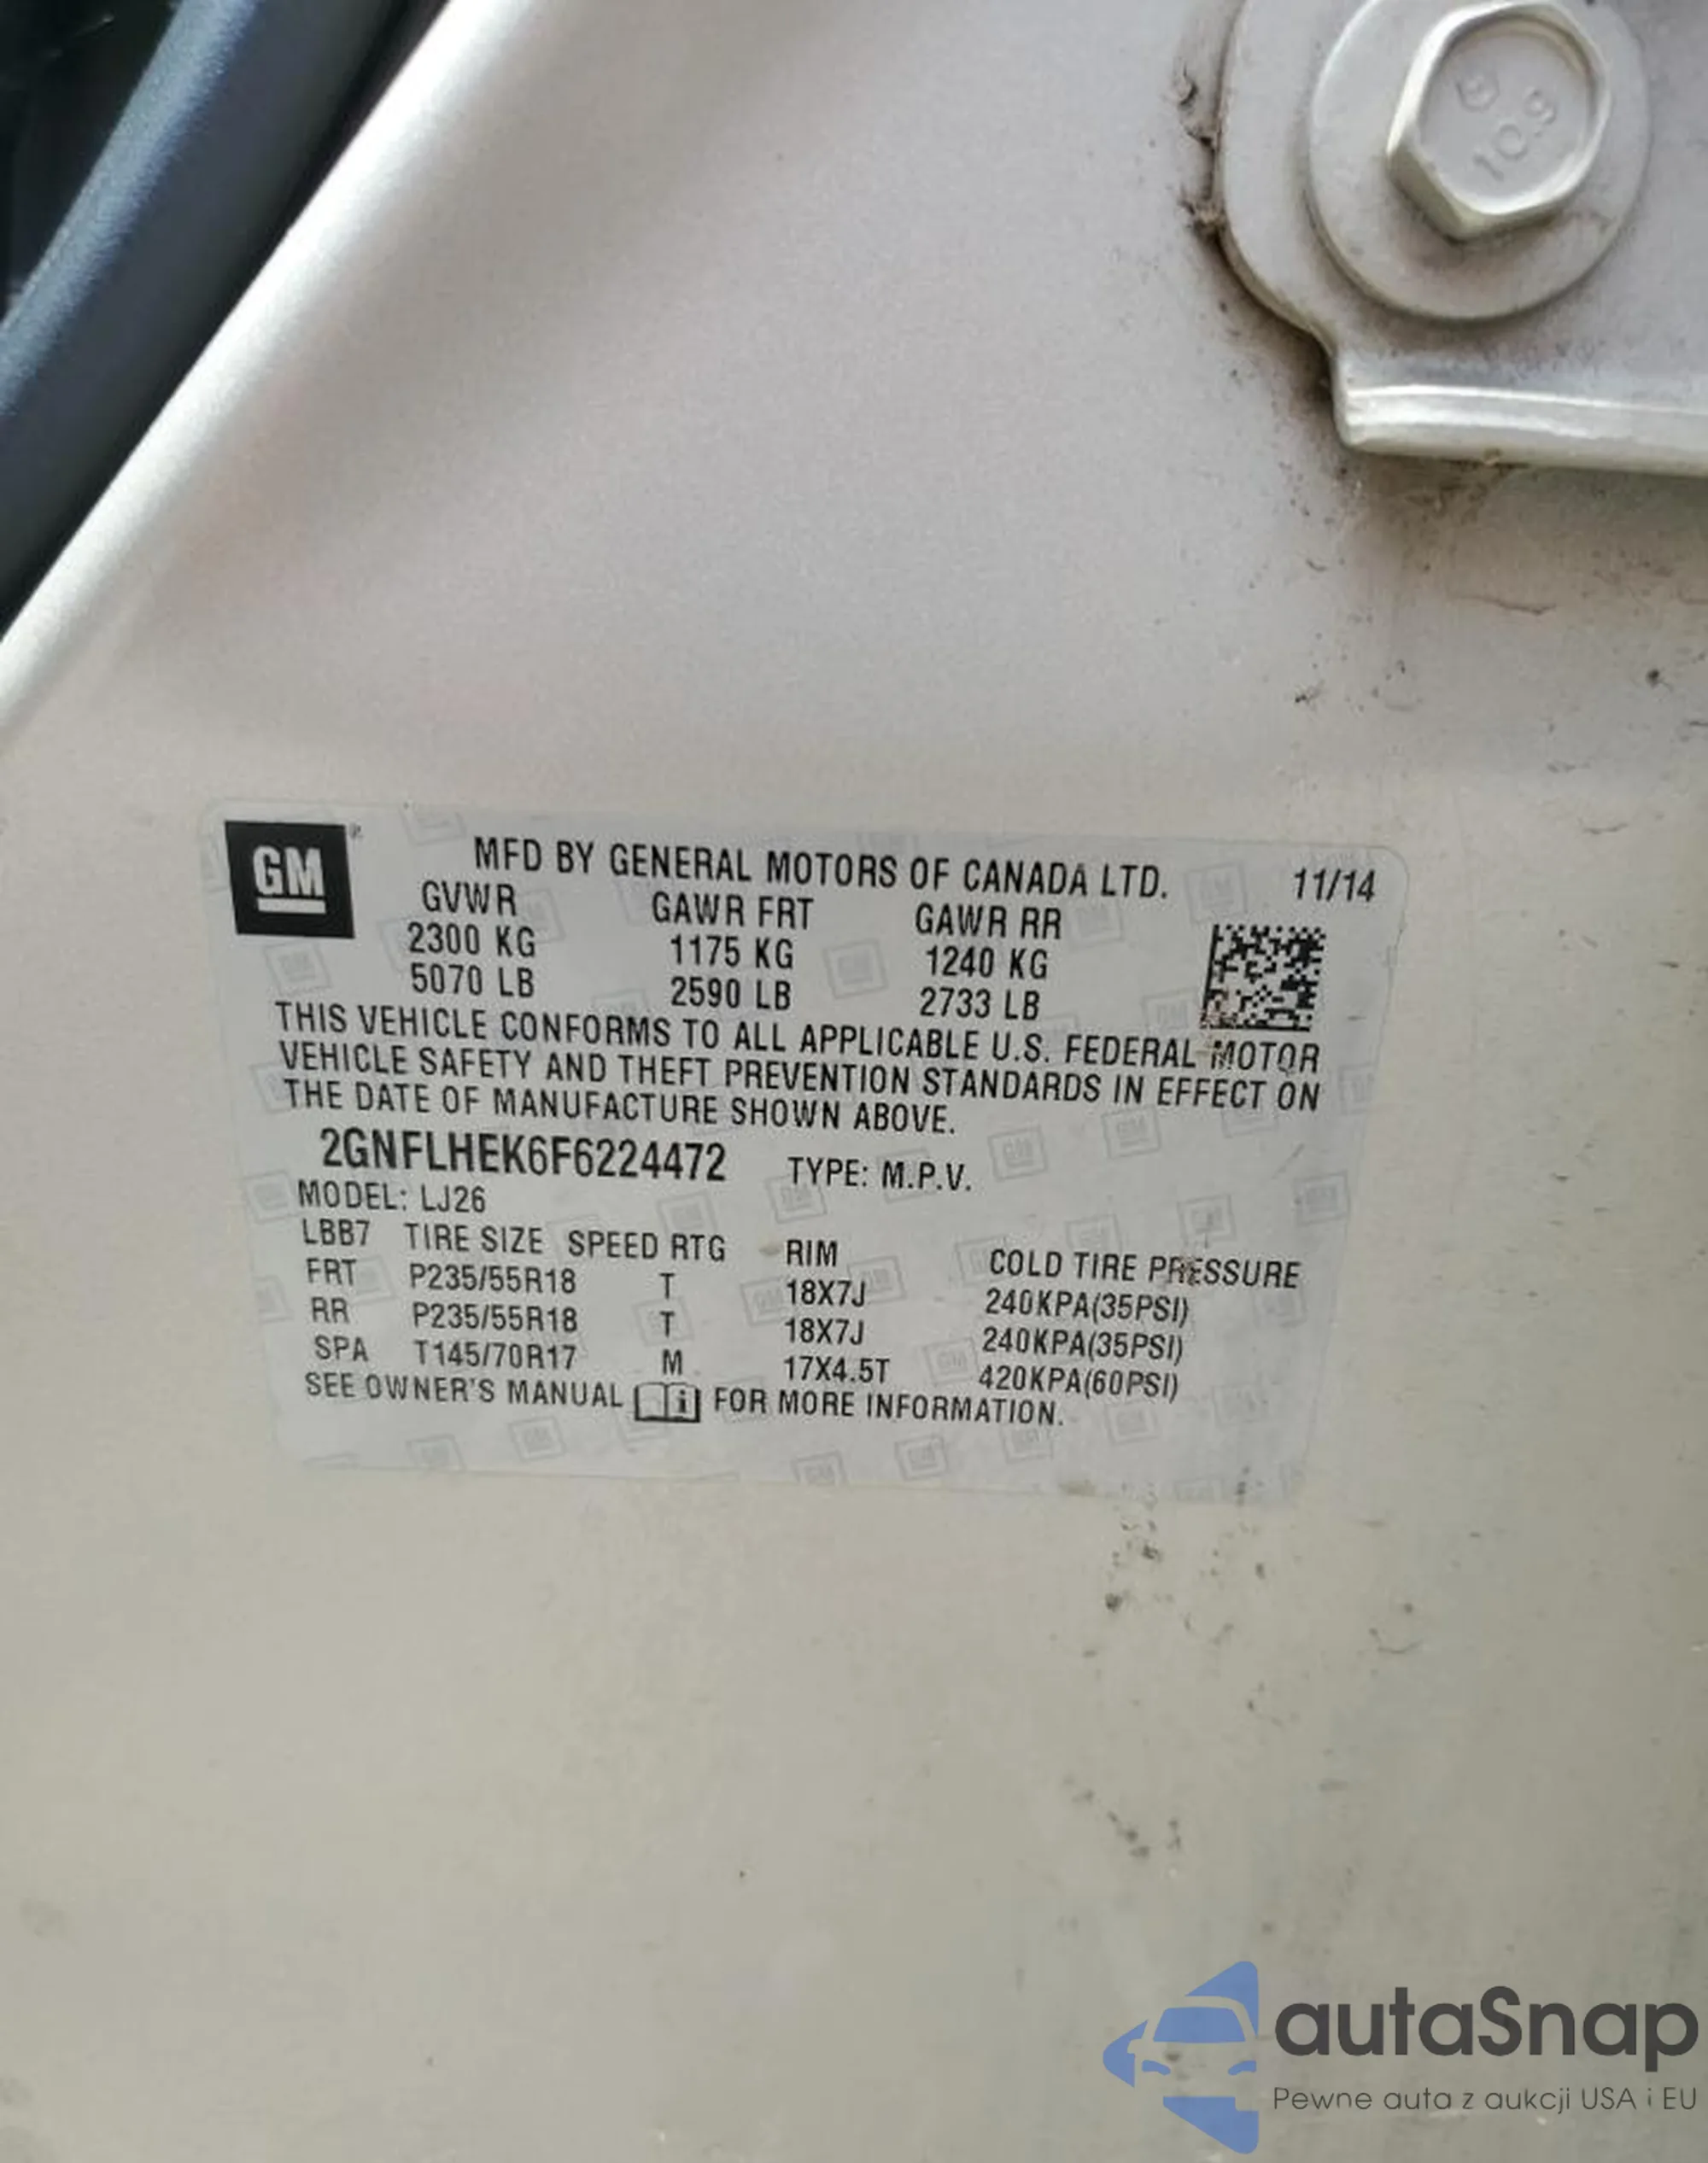 10.9
GM
MFD BY GENERAL MOTORS OF CANADA LTD. 11/14
GVWR GAWR FRT GAWR RR
2300 KG 1175 KG 1240 KG
5070 LB 2590 LB 2733 LB
THIS VEHICLE CONFORMS TO ALL APPLICABLE U.S. FEDERAL MOTOR
VEHICLE SAFETY AND THEFT PREVENTION STANDARDS IN EFFECT ON
THE DATE OF MANUFACTURE SHOWN ABOVE.
2GNFLHEK6F6224472 TYPE: M.P.V.
MODEL: LJ26
LBB7 TIRE SIZE SPEED RTG RIM COLD TIRE PRESSURE
FRT P235/55R18 T 18X7J 240KPA(35PSI)
RR P235/55R18 T 18X7J 240KPA(35PSI)
SPA T145/70R17 M 17X4.5T 420KPA(60PSI)
SEE OWNER'S MANUAL FOR MORE INFORMATION.
autaSnap
Pewne auta z aukcji USA i EU